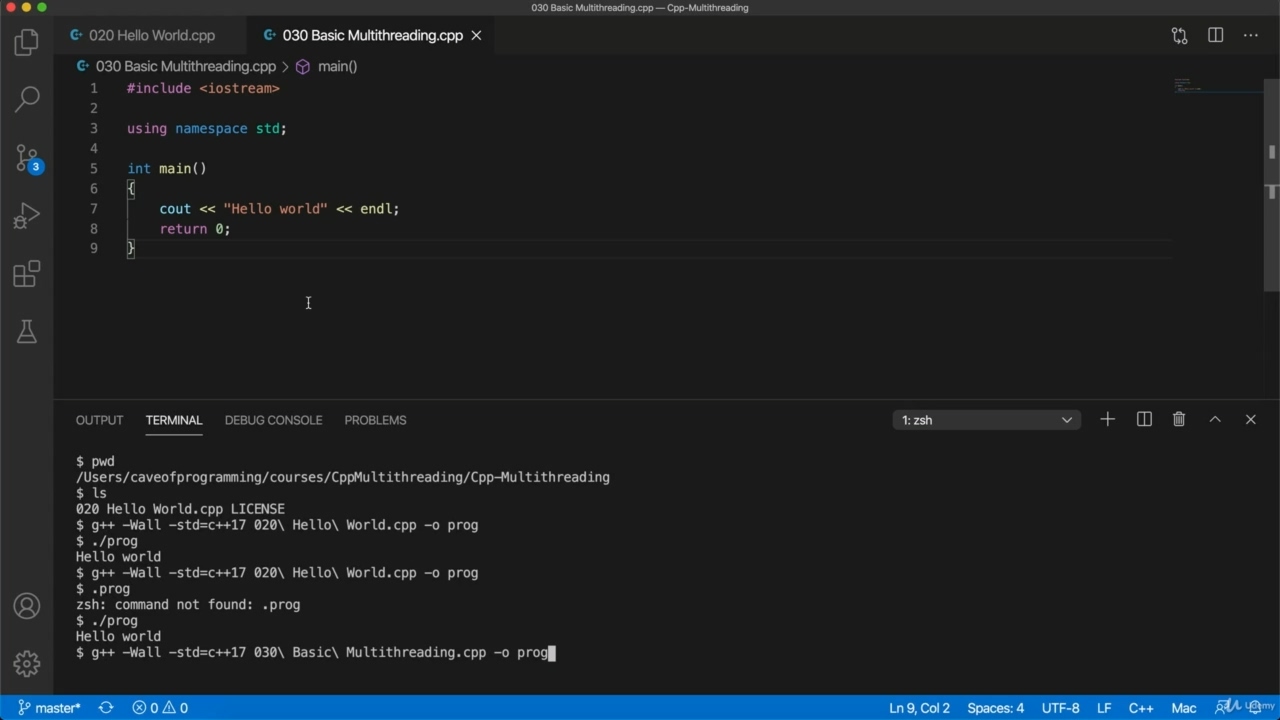 030 Basic Multithreading.cpp — Cpp-Multithreading
020 Hello World.cpp
030 Basic Multithreading.cpp
030 Basic Multithreading.cpp > main()
1 #include <iostream>
2
3 using namespace std;
4
5 int main()
6 {
7 cout << "Hello world" << endl;
8 return 0;
9 }
3
OUTPUT TERMINAL DEBUG CONSOLE PROBLEMS 1: zsh
$ pwd
/Users/caveofprogramming/courses/CppMultithreading/Cpp-Multithreading
$ ls
020 Hello World.cpp LICENSE
$ g++ -Wall -std=c++17 020\ Hello\ World.cpp -o prog
$ ./prog
Hello world
$ g++ -Wall -std=c++17 020\ Hello\ World.cpp -o prog
$ .prog
zsh: command not found: .prog
$ ./prog
Hello world
$ g++ -Wall -std=c++17 030\ Basic\ Multithreading.cpp -o prog
master* 0 0 Ln 9, Col 2 Spaces: 4 UTF-8 LF C++ Mac Udemy